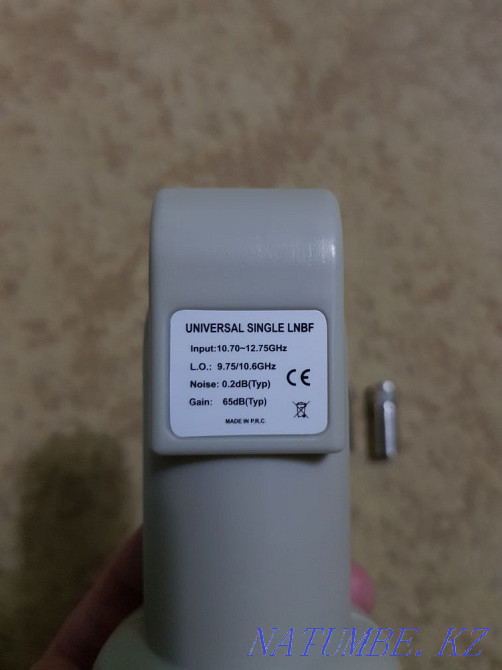 UNIVERSAL SINGLE LNBF
Input:10.70~12.75GHz
L.O.: 9.75/10.6GHz
Noise: 0.2dB(Typ)
CE
Gain: 65dB(Typ)
MADE IN P.R.C.
NATUMBE.KZ